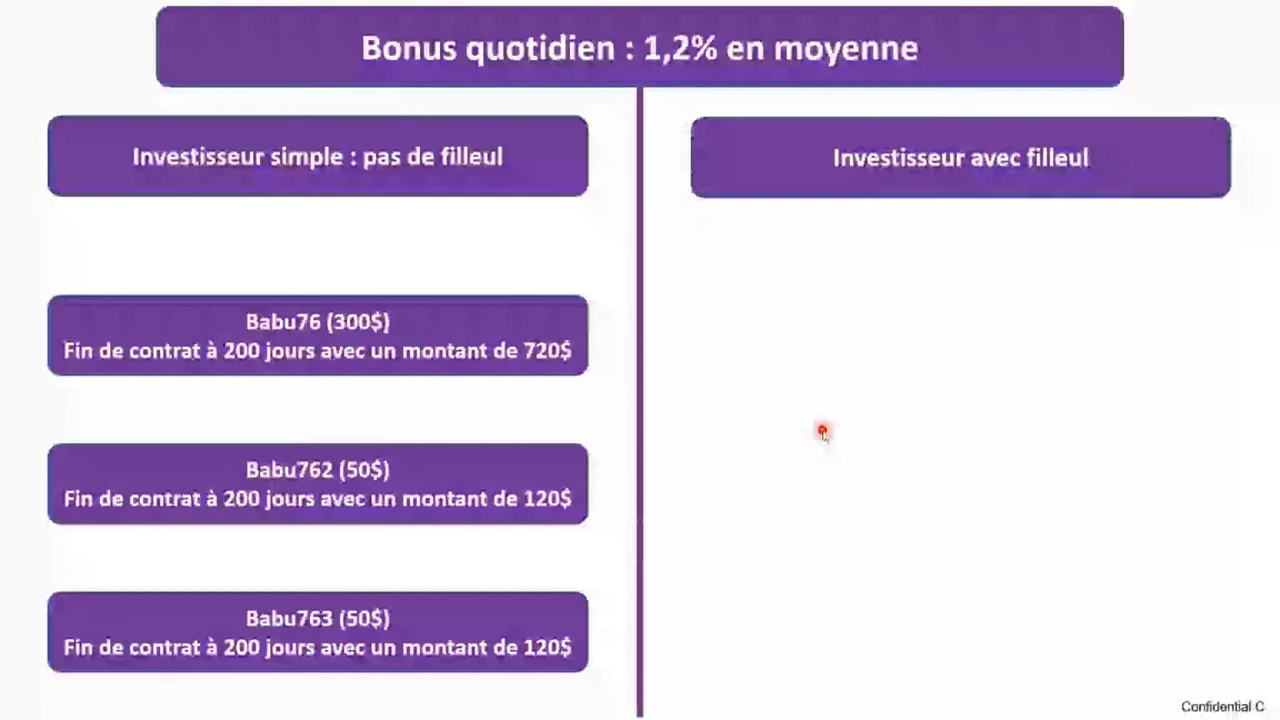 Bonus quotidien : 1,2% en moyenne
Investisseur simple : pas de filleul
Investisseur avec filleul
Babu76 (300$)
Fin de contrat à 200 jours avec un montant de 720$
Babu762 (50$)
Fin de contrat à 200 jours avec un montant de 120$
Babu763 (50$)
Fin de contrat à 200 jours avec un montant de 120$
Confidential C